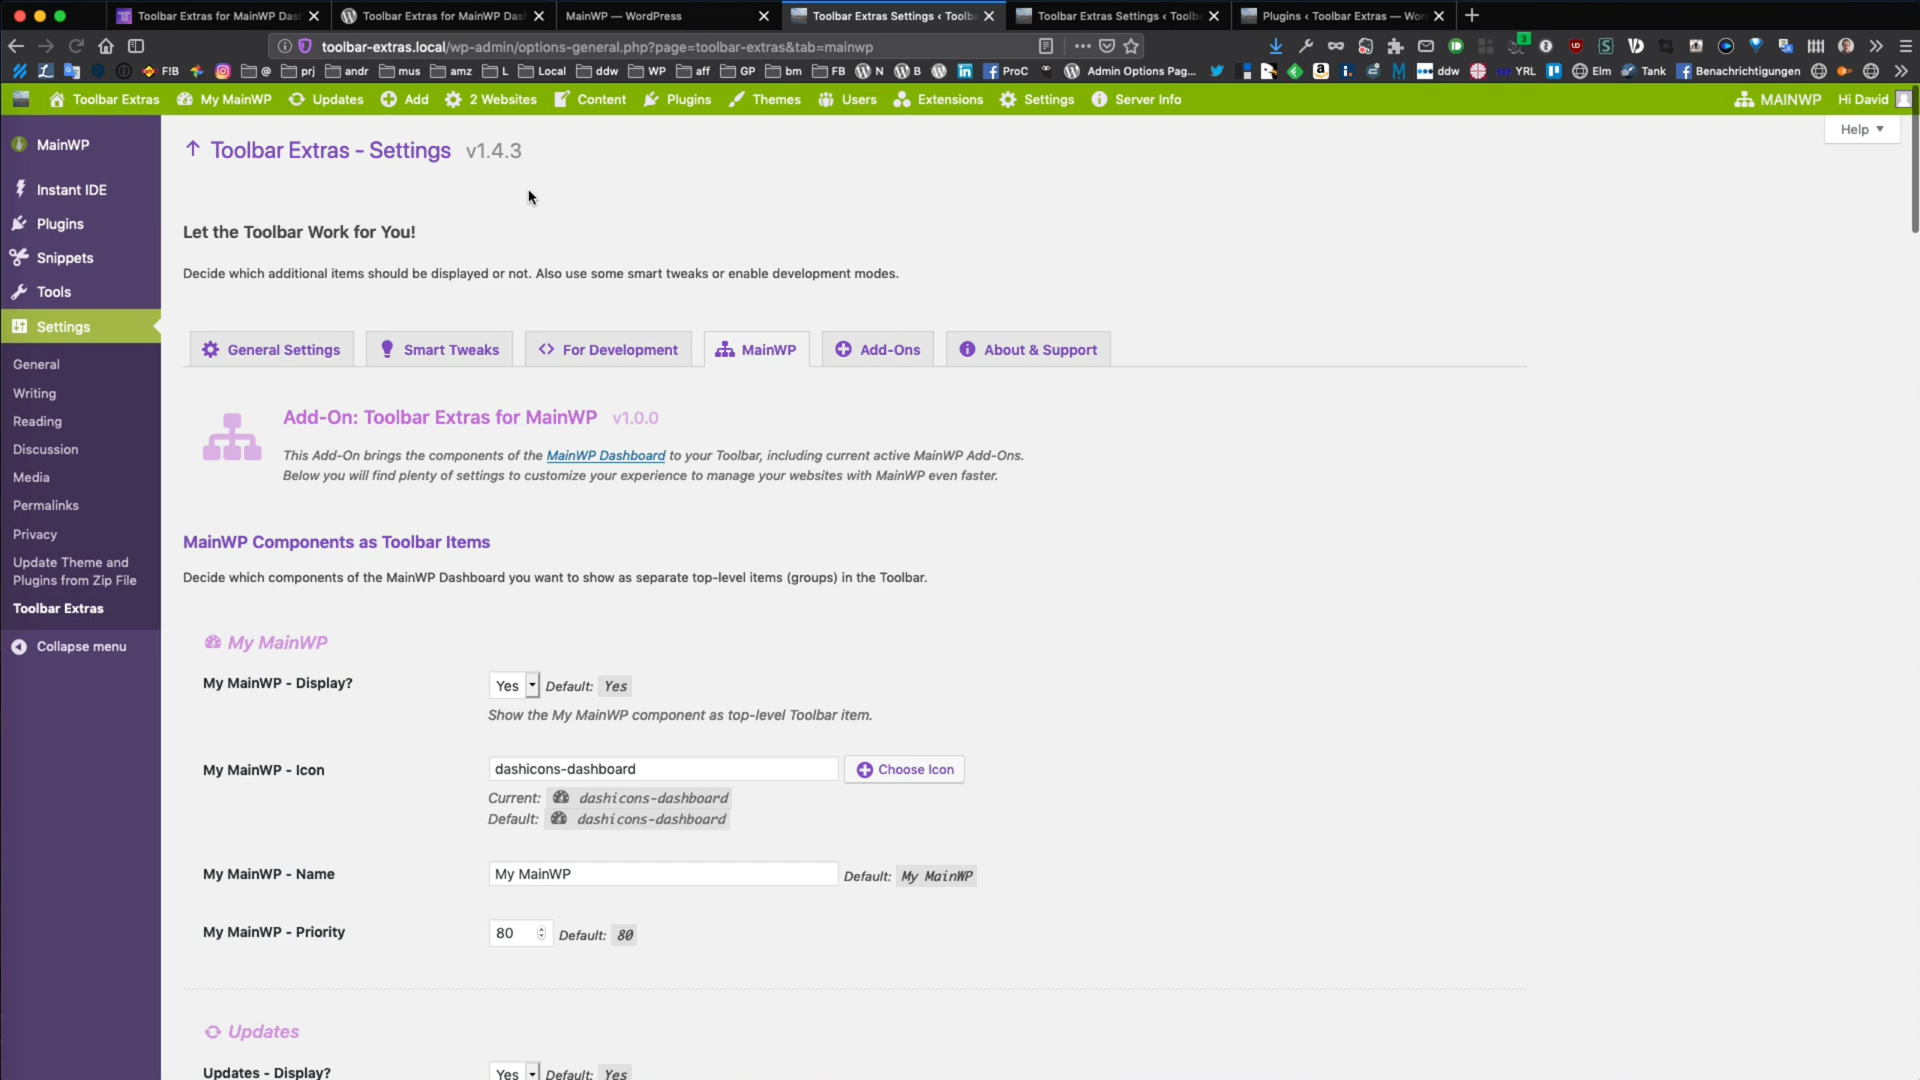 Toolbar Extras for MainWP Das
Toolbar Extras for MainWP Das
MainWP — WordPress
Toolbar Extras Settings ‹ Toolb
Toolbar Extras Settings ‹ Toolb
Plugins ‹ Toolbar Extras — Wor
toolbar-extras.local/wp-admin/options-general.php?page=toolbar-extras&tab=mainwp
F!B @ prj andr mus amz L Local ddw WP aff GP bm FB N B ProC Admin Options Pag... ddw YRL Elm Tank Benachrichtigungen
Toolbar Extras My MainWP Updates Add 2 Websites Content Plugins Themes Users Extensions Settings Server Info MAINWP Hi David
Help
MainWP
Instant IDE
Plugins
Snippets
Tools
Settings
General
Writing
Reading
Discussion
Media
Permalinks
Privacy
Update Theme and
Plugins from Zip File
Toolbar Extras
Collapse menu
Toolbar Extras - Settings v1.4.3
Let the Toolbar Work for You!
Decide which additional items should be displayed or not. Also use some smart tweaks or enable development modes.
General Settings Smart Tweaks For Development MainWP Add-Ons About & Support
Add-On: Toolbar Extras for MainWP v1.0.0
This Add-On brings the components of the MainWP Dashboard to your Toolbar, including current active MainWP Add-Ons.
Below you will find plenty of settings to customize your experience to manage your websites with MainWP even faster.
MainWP Components as Toolbar Items
Decide which components of the MainWP Dashboard you want to show as separate top-level items (groups) in the Toolbar.
My MainWP
My MainWP - Display? Yes Default: Yes
Show the My MainWP component as top-level Toolbar item.
My MainWP - Icon dashicons-dashboard Choose Icon
Current: dashicons-dashboard
Default: dashicons-dashboard
My MainWP - Name My MainWP Default: My MainWP
My MainWP - Priority 80 Default: 80
Updates
Updates - Display? Yes Default: Yes